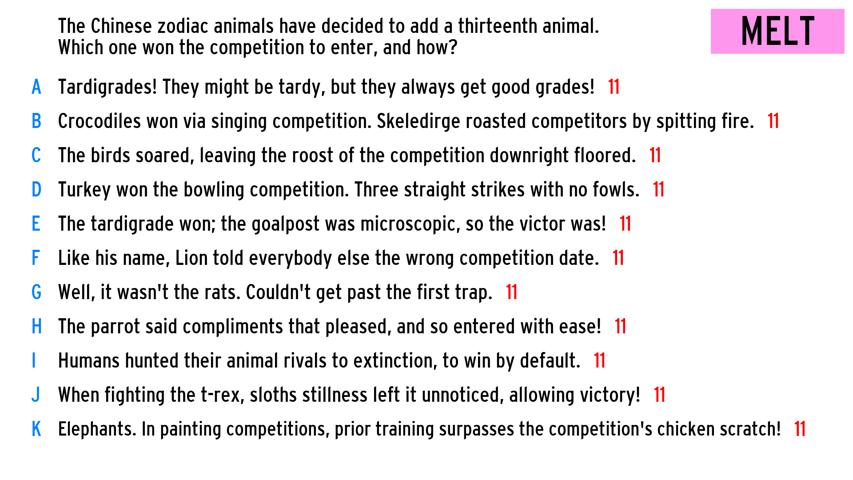 The Chinese zodiac animals have decided to add a thirteenth animal.
Which one won the competition to enter, and how?
MELT
A Tardigrades! They might be tardy, but they always get good grades! 11
B Crocodiles won via singing competition. Skeledirge roasted competitors by spitting fire. 11
C The birds soared, leaving the roost of the competition downright floored. 11
D Turkey won the bowling competition. Three straight strikes with no fowls. 11
E The tardigrade won; the goalpost was microscopic, so the victor was! 11
F Like his name, Lion told everybody else the wrong competition date. 11
G Well, it wasn't the rats. Couldn't get past the first trap. 11
H The parrot said compliments that pleased, and so entered with ease! 11
I Humans hunted their animal rivals to extinction, to win by default. 11
J When fighting the t-rex, sloths stillness left it unnoticed, allowing victory! 11
K Elephants. In painting competitions, prior training surpasses the competition's chicken scratch! 11